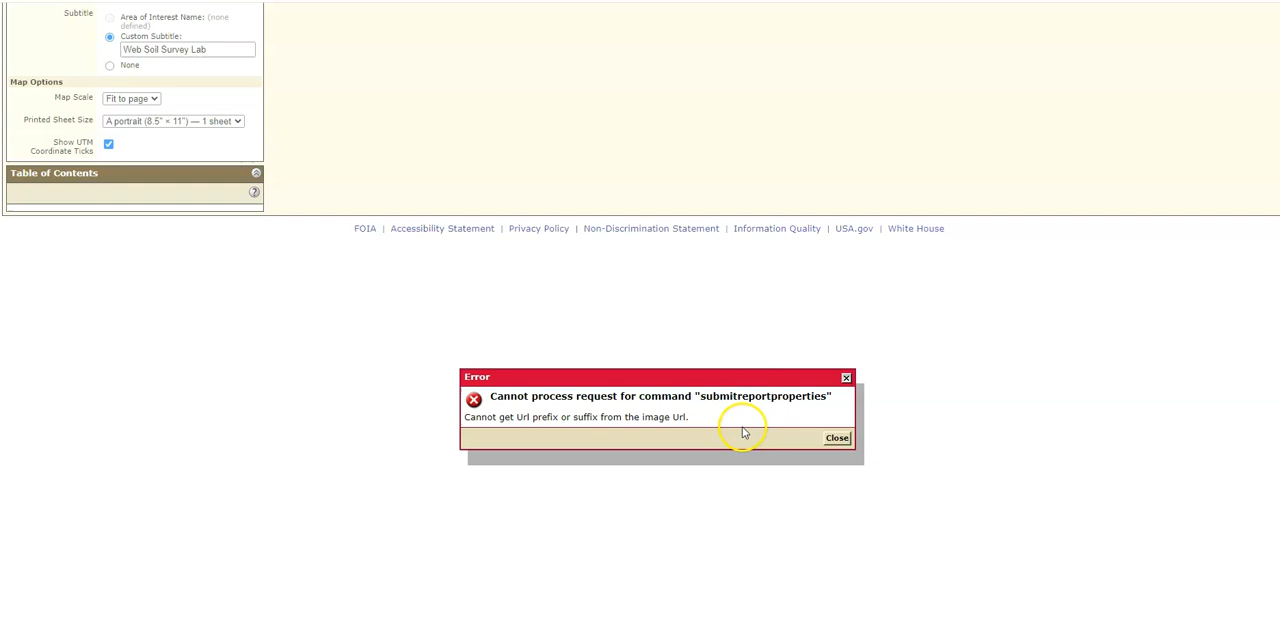 Subtitle
Area of Interest Name: (none
defined)
Custom Subtitle:
Web Soil Survey Lab
None
Map Options
Map Scale
Fit to page
Printed Sheet Size
A portrait (8.5" × 11") — 1 sheet
Show UTM
Coordinate Ticks
Table of Contents
?
FOIA | Accessibility Statement | Privacy Policy | Non-Discrimination Statement | Information Quality | USA.gov | White House
Error
Cannot process request for command "submitreportproperties"
Cannot get Url prefix or suffix from the image Url.
Close